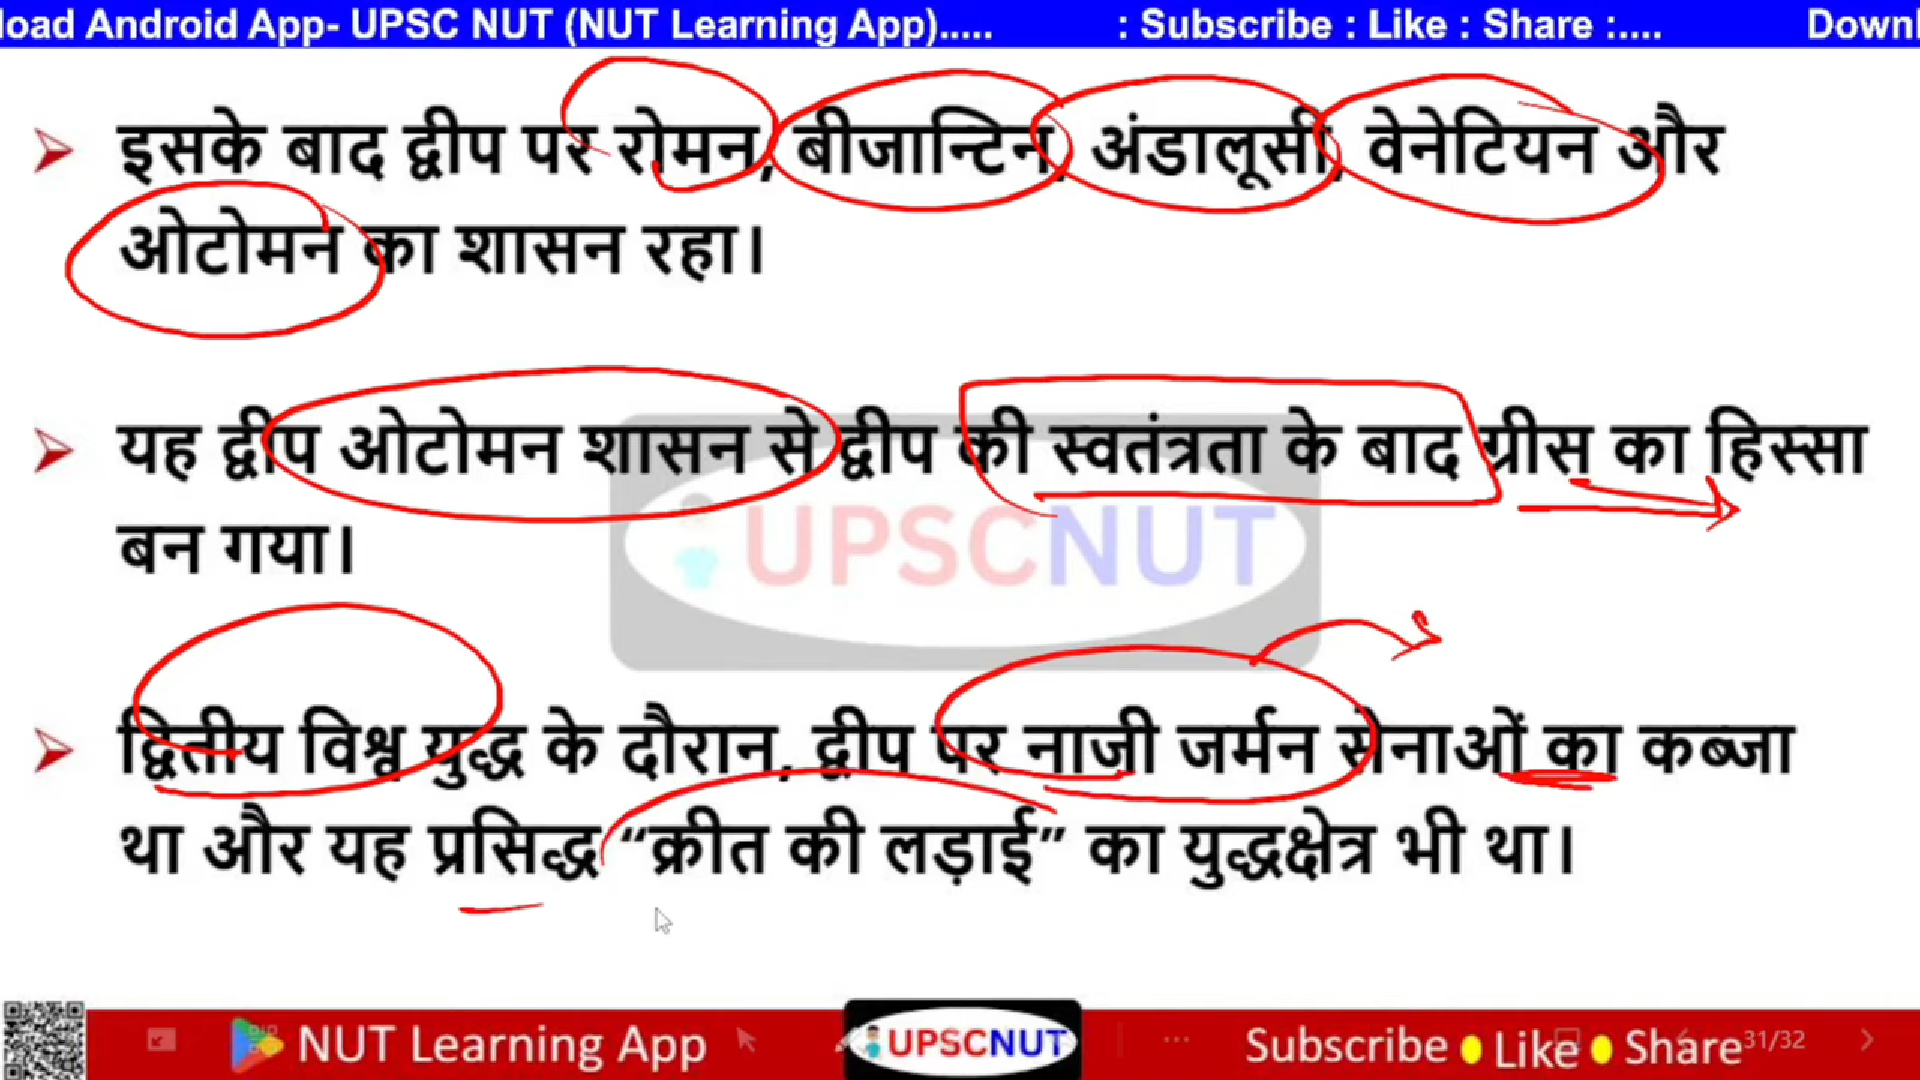 load Android App- UPSC NUT (NUT Learning App)..... : Subscribe : Like : Share :.... Downl
इसके बाद द्वीप पर रोमन, बीजान्टिन, अंडालूसी, वेनेटियन और
ओटोमन का शासन रहा।
यह द्वीप ओटोमन शासन से द्वीप की स्वतंत्रता के बाद ग्रीस का हिस्सा
बन गया।
UPSCNUT
द्वितीय विश्व युद्ध के दौरान, द्वीप पर नाजी जर्मन सेनाओं का कब्जा
था और यह प्रसिद्ध “क्रीत की लड़ाई” का युद्धक्षेत्र भी था।
NUT Learning App UPSCNUT Subscribe Like Share 31/32